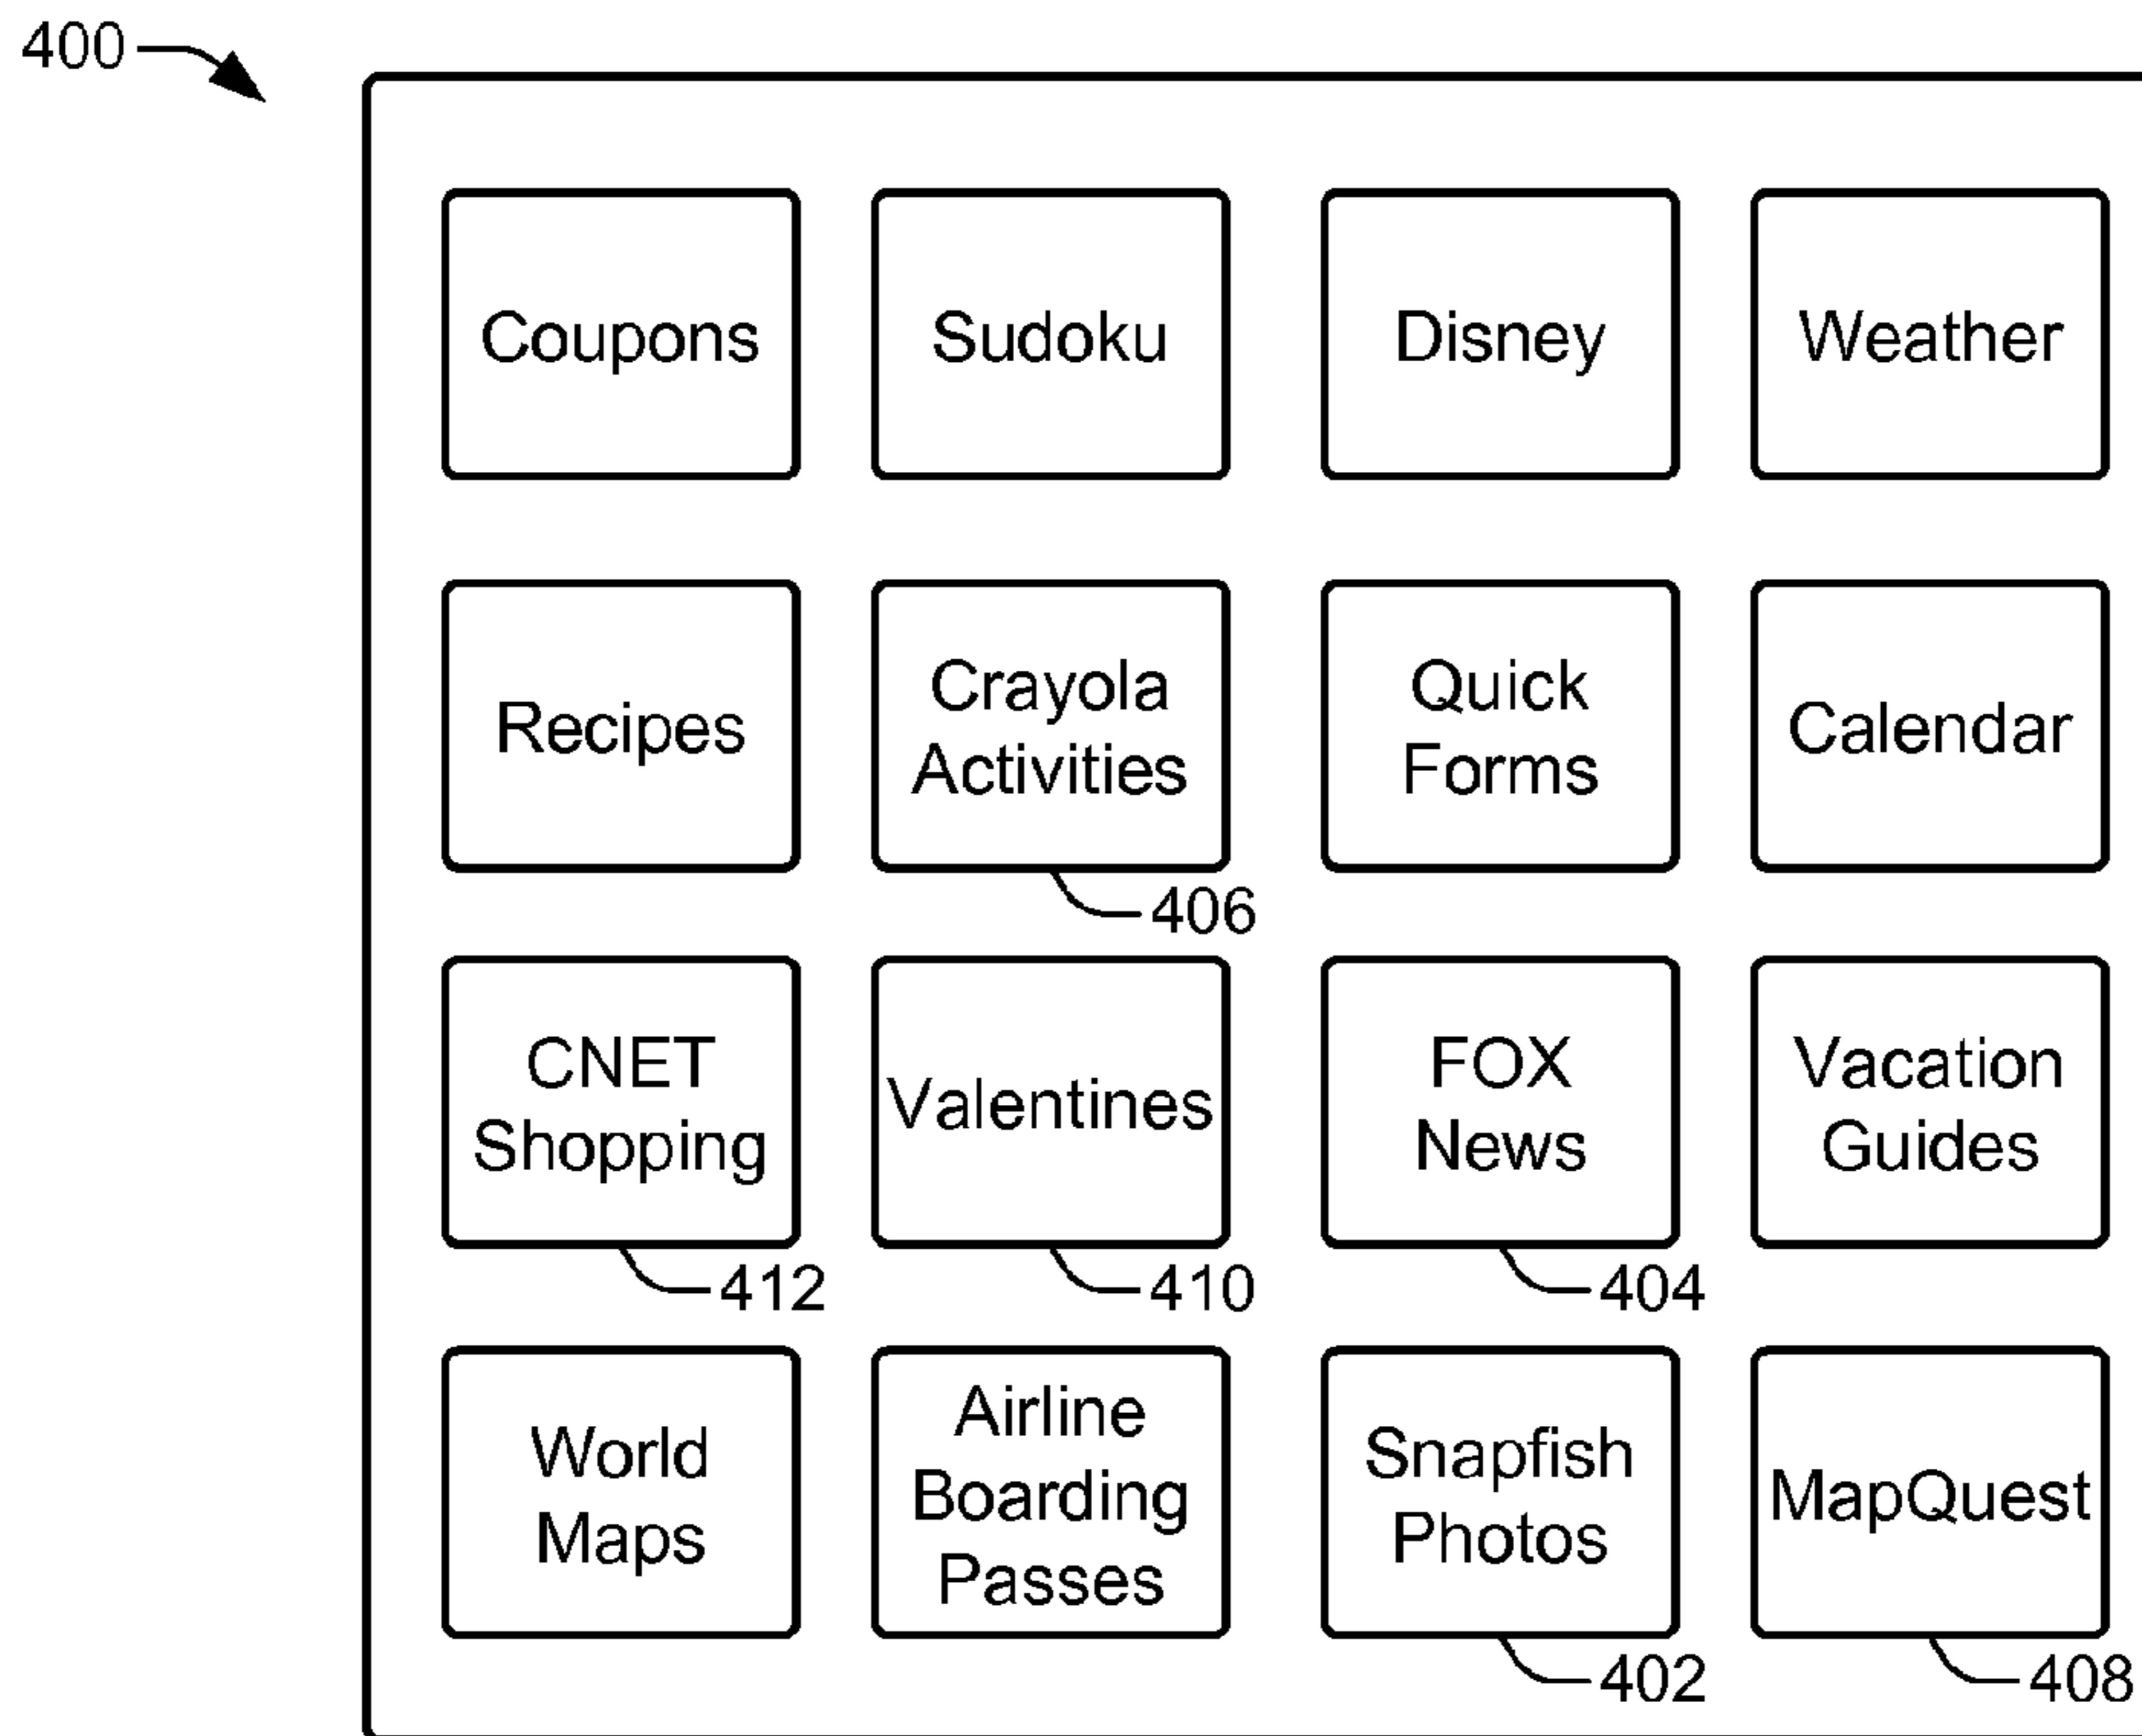 400
Coupons
Sudoku
Disney
Weather
Recipes
Crayola
Activities
Quick
Forms
Calendar
406
CNET
Shopping
Valentines
FOX
News
Vacation
Guides
412
410
404
World
Maps
Airline
Boarding
Passes
Snapfish
Photos
MapQuest
402
408